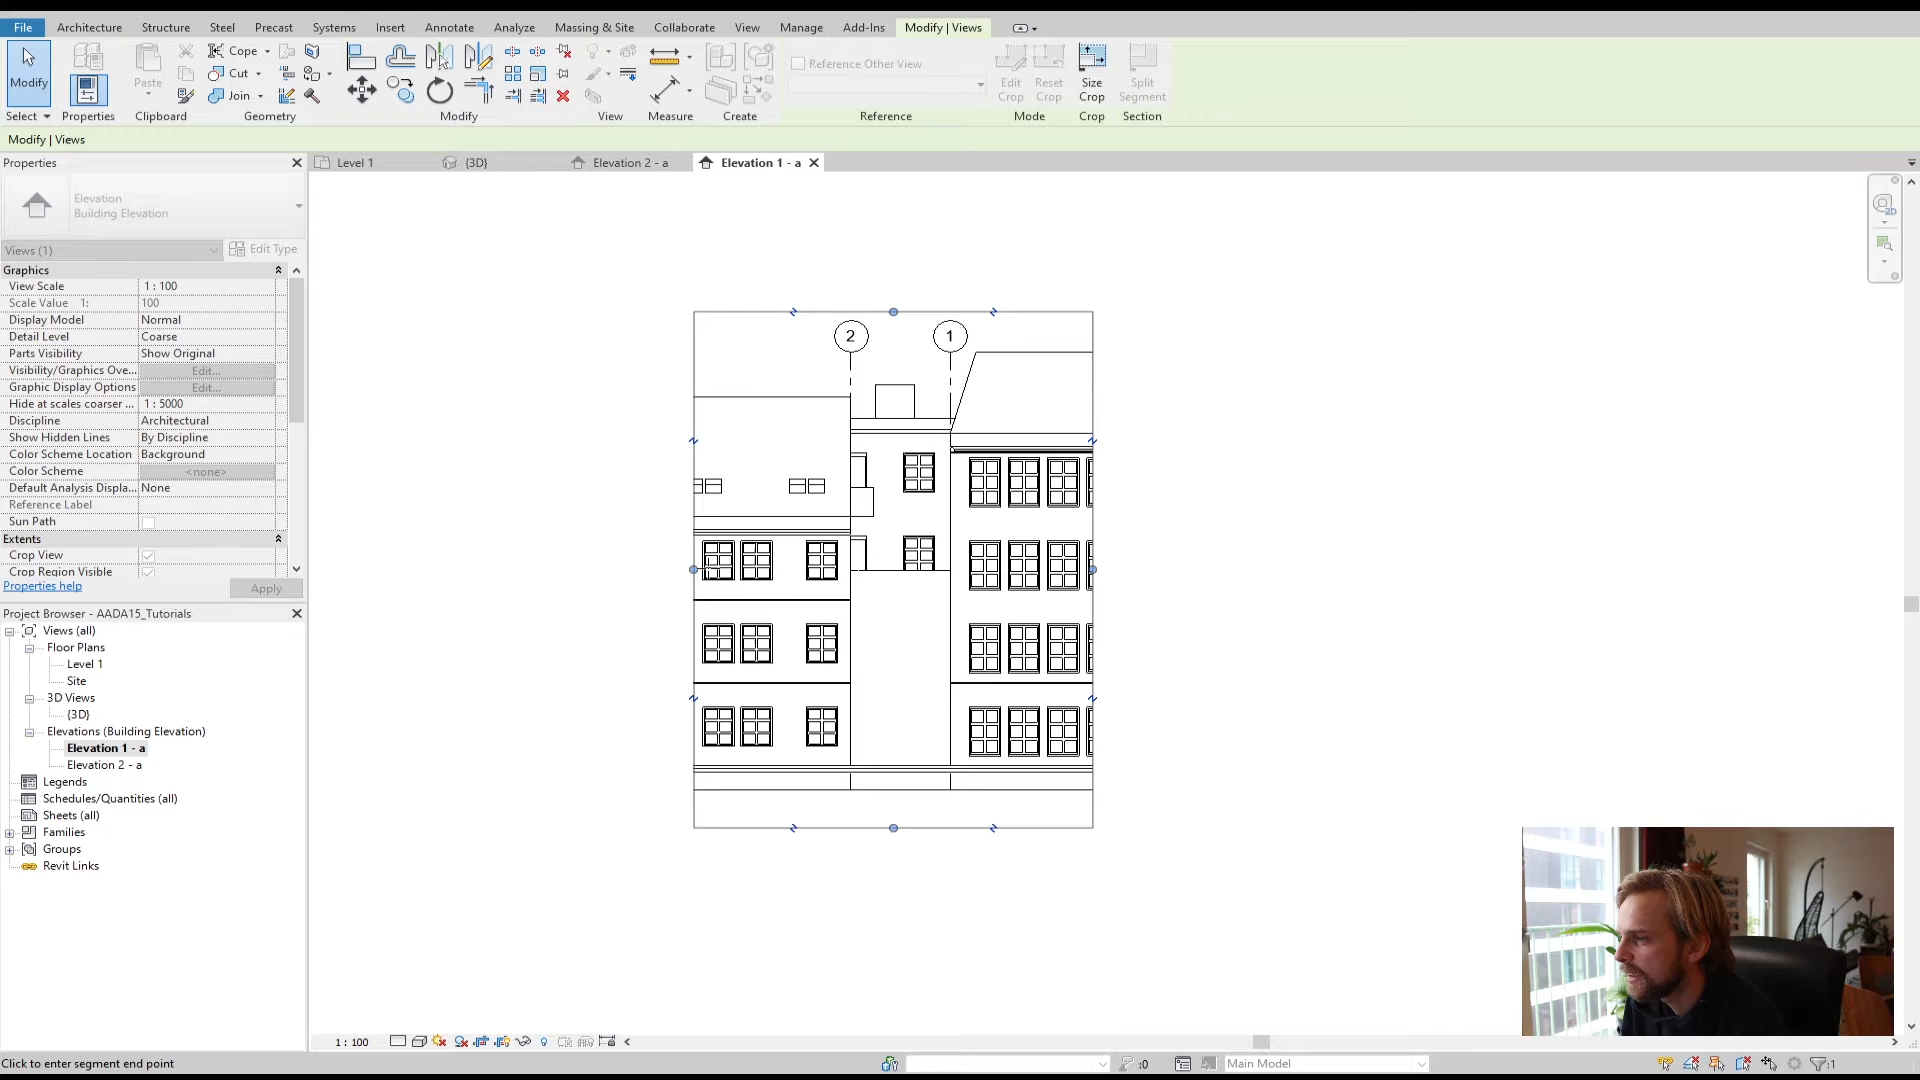 File Architecture Structure Steel Precast Systems Insert Annotate Analyze Massing & Site Collaborate View Manage Add-Ins Modify | Views
Modify
Paste
Cope
Cut
Join
Reference Other View
Edit Crop
Reset Crop
Size Crop
Split Segment
Select Properties Clipboard Geometry Modify View Measure Create Reference Mode Crop Section
Modify | Views
Properties
Level 1 {3D} Elevation 2 - a Elevation 1 - a
Elevation
Building Elevation
Views (1) Edit Type
Graphics
View Scale 1 : 100
Scale Value 1: 100
Display Model Normal
Detail Level Coarse
Parts Visibility Show Original
Visibility/Graphics Ove... Edit...
Graphic Display Options Edit...
Hide at scales coarser ... 1 : 5000
Discipline Architectural
Show Hidden Lines By Discipline
Color Scheme Location Background
Color Scheme <none>
Default Analysis Displa... None
Reference Label
Sun Path
Extents
Crop View
Crop Region Visible
Properties help Apply
Project Browser - AADA15_Tutorials
Views (all)
Floor Plans
Level 1
Site
3D Views
{3D}
Elevations (Building Elevation)
Elevation 1 - a
Elevation 2 - a
Legends
Schedules/Quantities (all)
Sheets (all)
Families
Groups
Revit Links
2 1
2D
1 : 100
Click to enter segment end point
:0
Main Model
:1